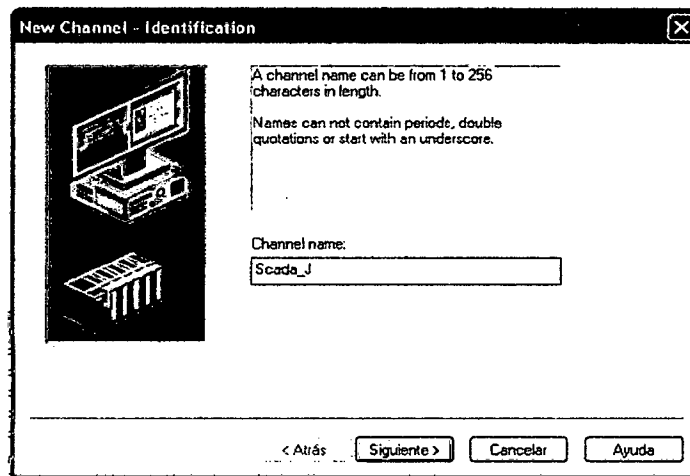 New Channel - Identification
A channel name can be from 1 to 256
characters in length.
Names can not contain periods, double
quotations or start with an underscore.
Channel name:
Scada_J
< Atrás Siguiente > Cancelar Ayuda